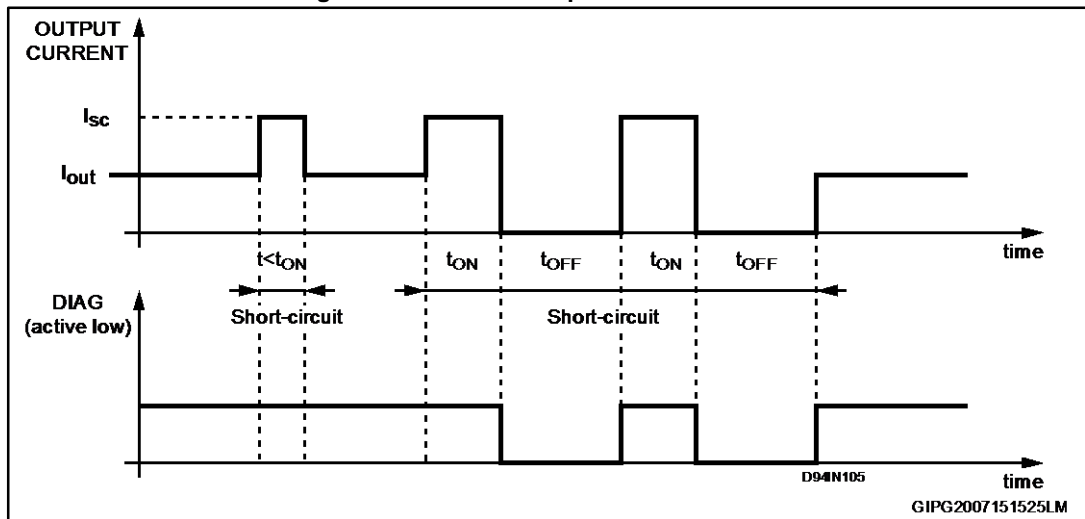 OUTPUT
CURRENT
Isc
Iout
t<tON tON tOFF tON tOFF
time
DIAG
(active low)
Short-circuit Short-circuit
D94IN105
time
GIPG2007151525LM